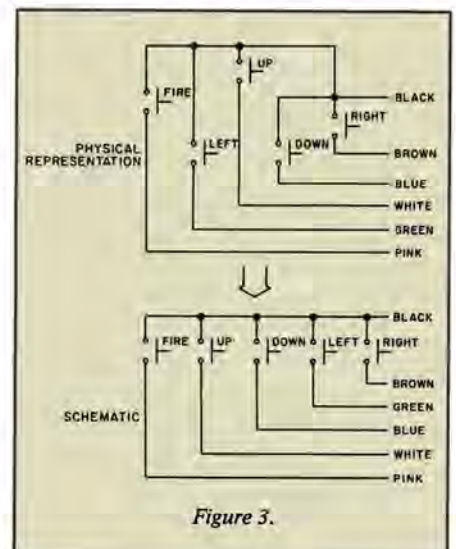 UP
FIRE
BLACK
RIGHT
PHYSICAL
REPRESENTATION
LEFT
DOWN
BROWN
BLUE
WHITE
GREEN
PINK
BLACK
FIRE UP DOWN LEFT RIGHT
BROWN
GREEN
SCHEMATIC
BLUE
WHITE
PINK
Figure 3.